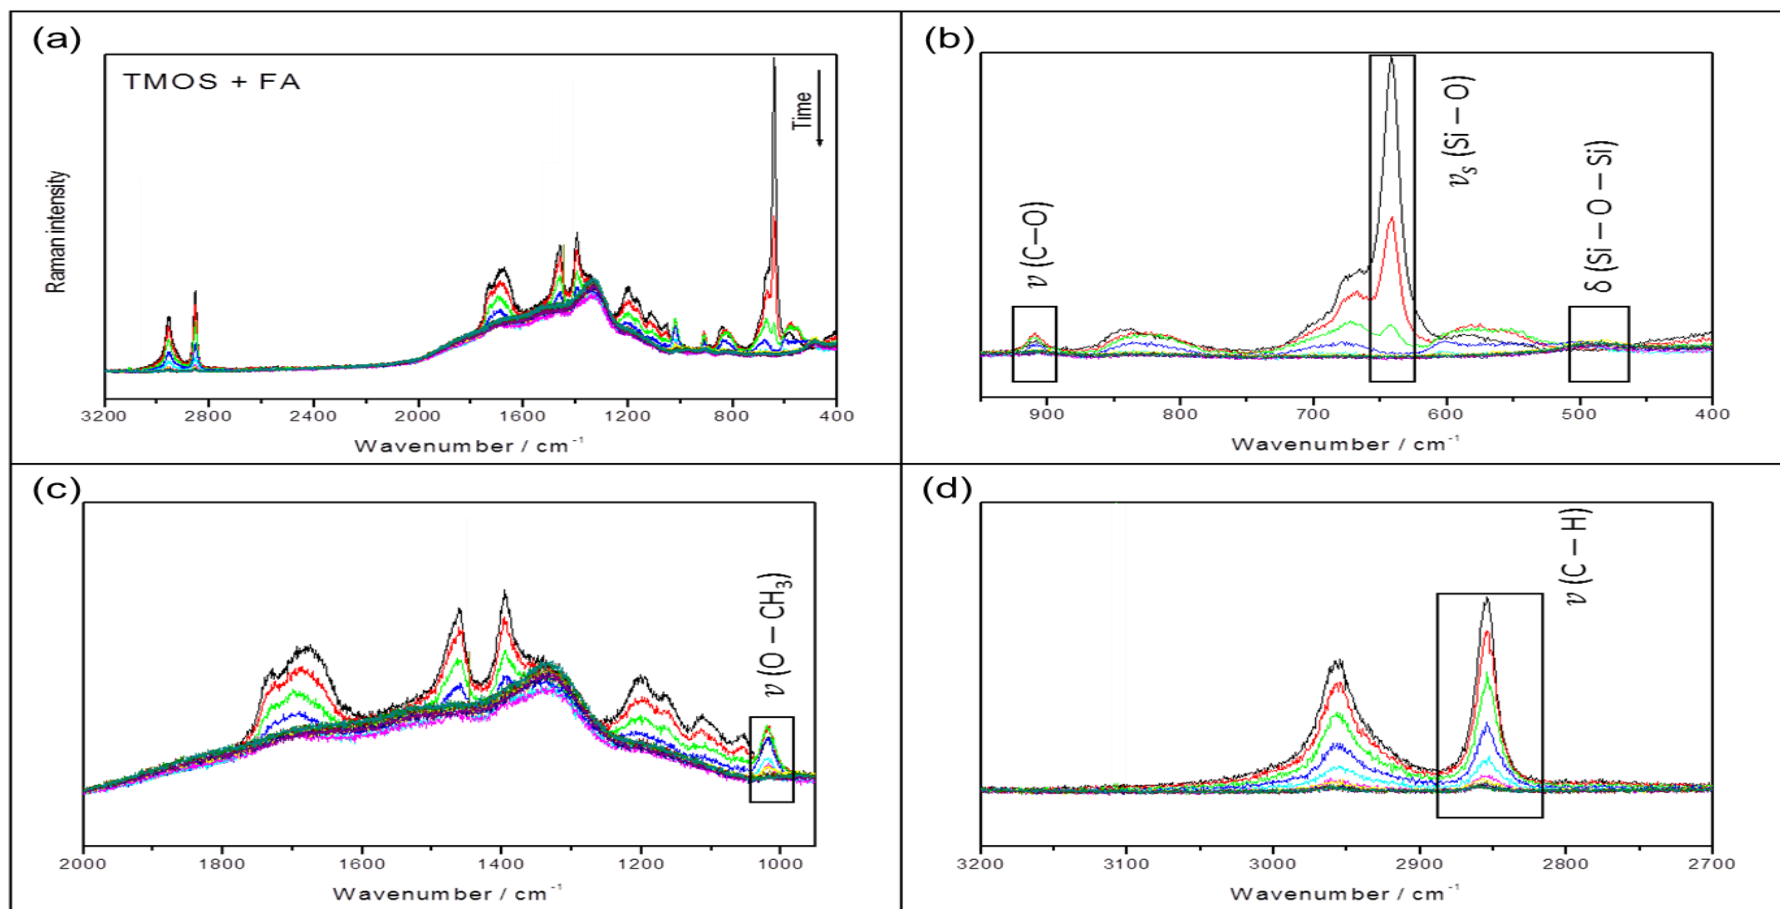 (a)
TMOS + FA
Time
Raman intensity
3200 2800 2400 2000 1600 1200 800 400
Wavenumber / cm⁻¹
(b)
ν (C–O)
νs (Si – O)
δ (Si – O – Si)
900 800 700 600 500 400
Wavenumber / cm⁻¹
(c)
ν (O – CH₃)
2000 1800 1600 1400 1200 1000
Wavenumber / cm⁻¹
(d)
ν (C – H)
3200 3100 3000 2900 2800 2700
Wavenumber / cm⁻¹